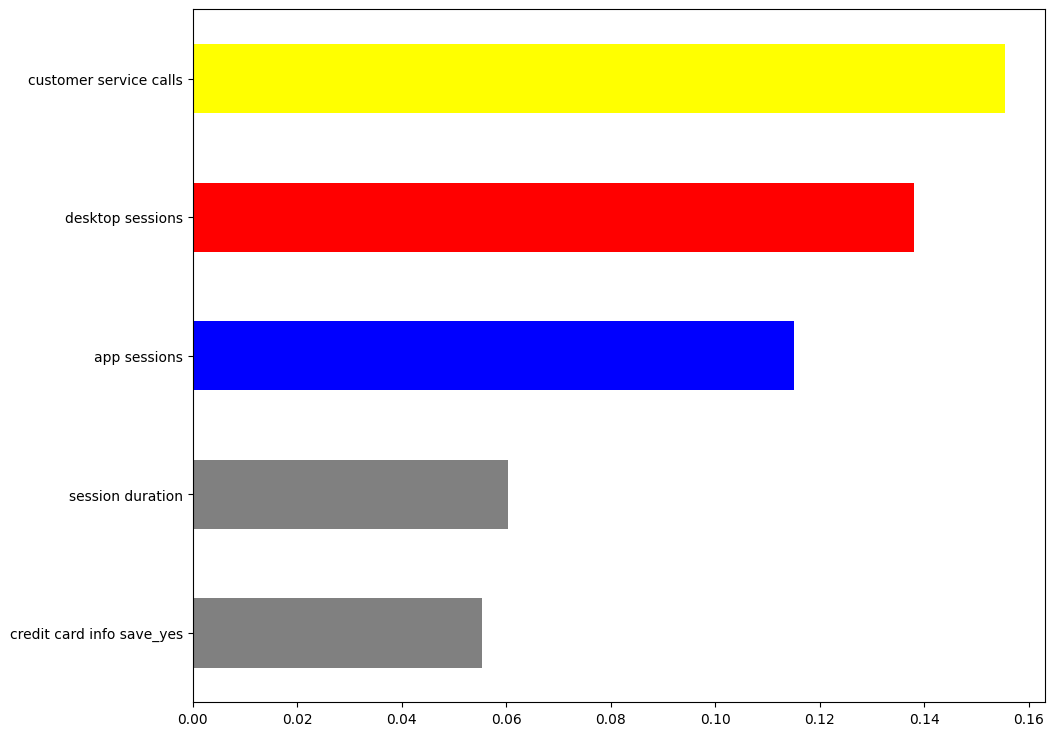 customer service calls
desktop sessions
app sessions
session duration
credit card info save_yes
0.00 0.02 0.04 0.06 0.08 0.10 0.12 0.14 0.16